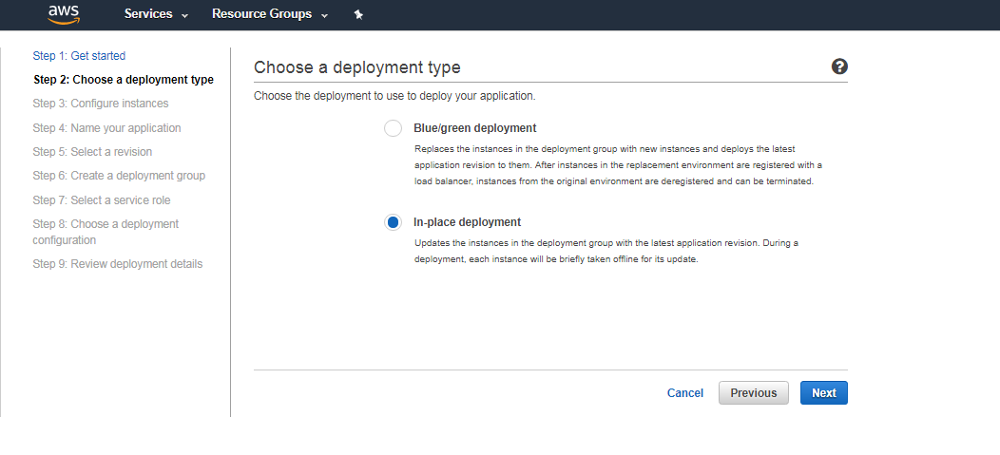 aws
Services
Resource Groups
Step 1: Get started
Step 2: Choose a deployment type
Step 3: Configure instances
Step 4: Name your application
Step 5: Select a revision
Step 6: Create a deployment group
Step 7: Select a service role
Step 8: Choose a deployment
configuration
Step 9: Review deployment details
Choose a deployment type
?
Choose the deployment to use to deploy your application.
Blue/green deployment
Replaces the instances in the deployment group with new instances and deploys the latest
application revision to them. After instances in the replacement environment are registered with a
load balancer, instances from the original environment are deregistered and can be terminated.
In-place deployment
Updates the instances in the deployment group with the latest application revision. During a
deployment, each instance will be briefly taken offline for its update.
Cancel
Previous
Next